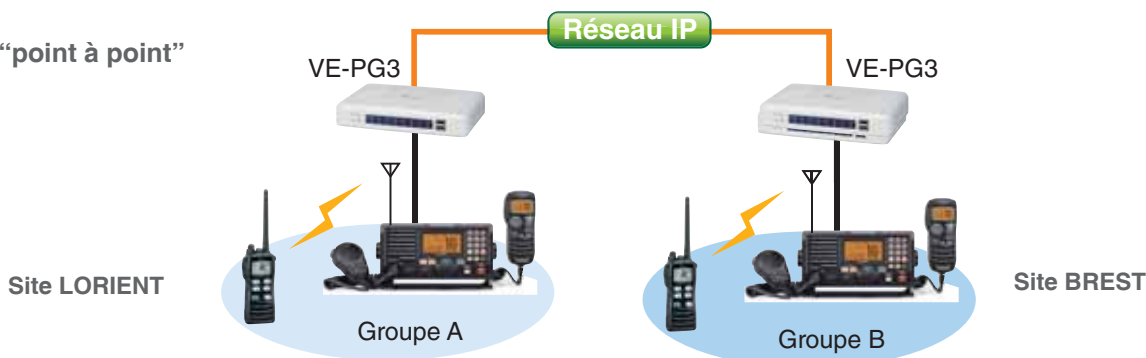 Réseau IP
“point à point”
VE-PG3
VE-PG3
Site LORIENT
Site BREST
Groupe A
Groupe B